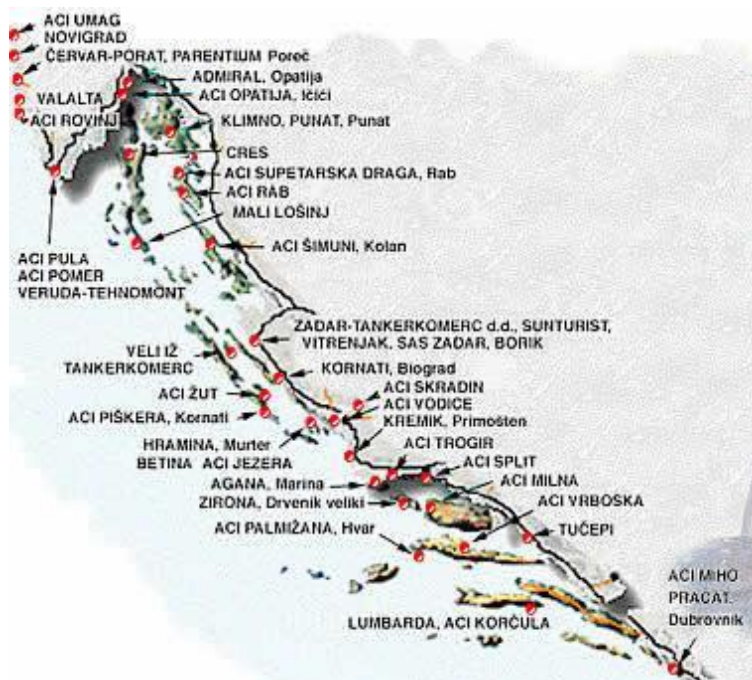 ACI UMAG
NOVIGRAD
ČERVAR-PORAT, PARENTIUM Poreč
ADMIRAL, Opatija
VALALTA
ACI OPATIJA, Ičići
ACI ROVINJ
KLIMNO, PUNAT, Punat
CRES
ACI SUPETARSKA DRAGA, Rab
ACI RAB
MALI LOŠINJ
ACI ŠIMUNI, Kolan
ACI PULA
ACI POMER
VERUDA-TEHNOMONT
ZADAR-TANKERKOMERC d.d., SUNTURIST,
VITRENJAK, SAS ZADAR, BORIK
VELI IŽ
TANKERKOMERC
KORNATI, Biograd
ACI SKRADIN
ACI ŽUT
ACI VODICE
ACI PIŠKERA, Kornati
KREMIK, Primošten
HRAMINA, Murter
BETINA ACI JEZERA
ACI TROGIR
ACI SPLIT
AGANA, Marina
ACI MILNA
ZIRONA, Drvenik veliki
ACI VRBOSKA
ACI PALMIŽANA, Hvar
TUČEPI
ACI MIHO
PRACAT,
Dubrovnik
LUMBARDA, ACI KORČULA